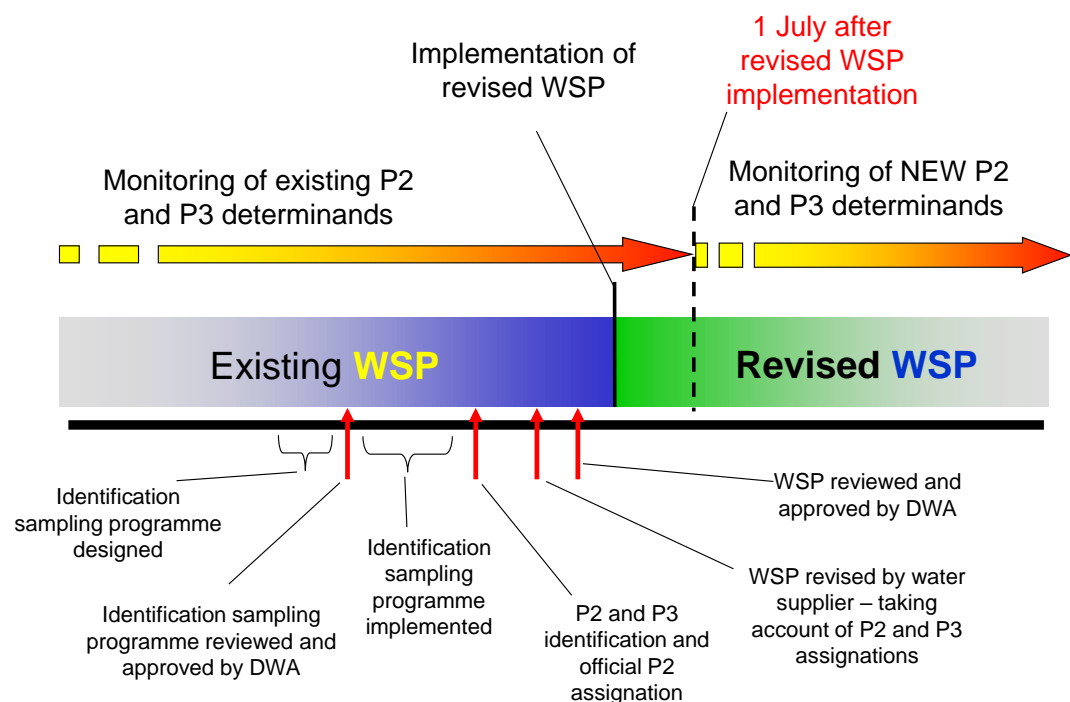 Implementation of
revised WSP
1 July after
revised WSP
implementation
Monitoring of existing P2
and P3 determinands
Monitoring of NEW P2
and P3 determinands
Existing WSP
Revised WSP
Identification
sampling programme
designed
Identification sampling
programme reviewed and
approved by DWA
Identification
sampling
programme
implemented
P2 and P3
identification and
official P2
assignation
WSP reviewed and
approved by DWA
WSP revised by water
supplier – taking
account of P2 and P3
assignations